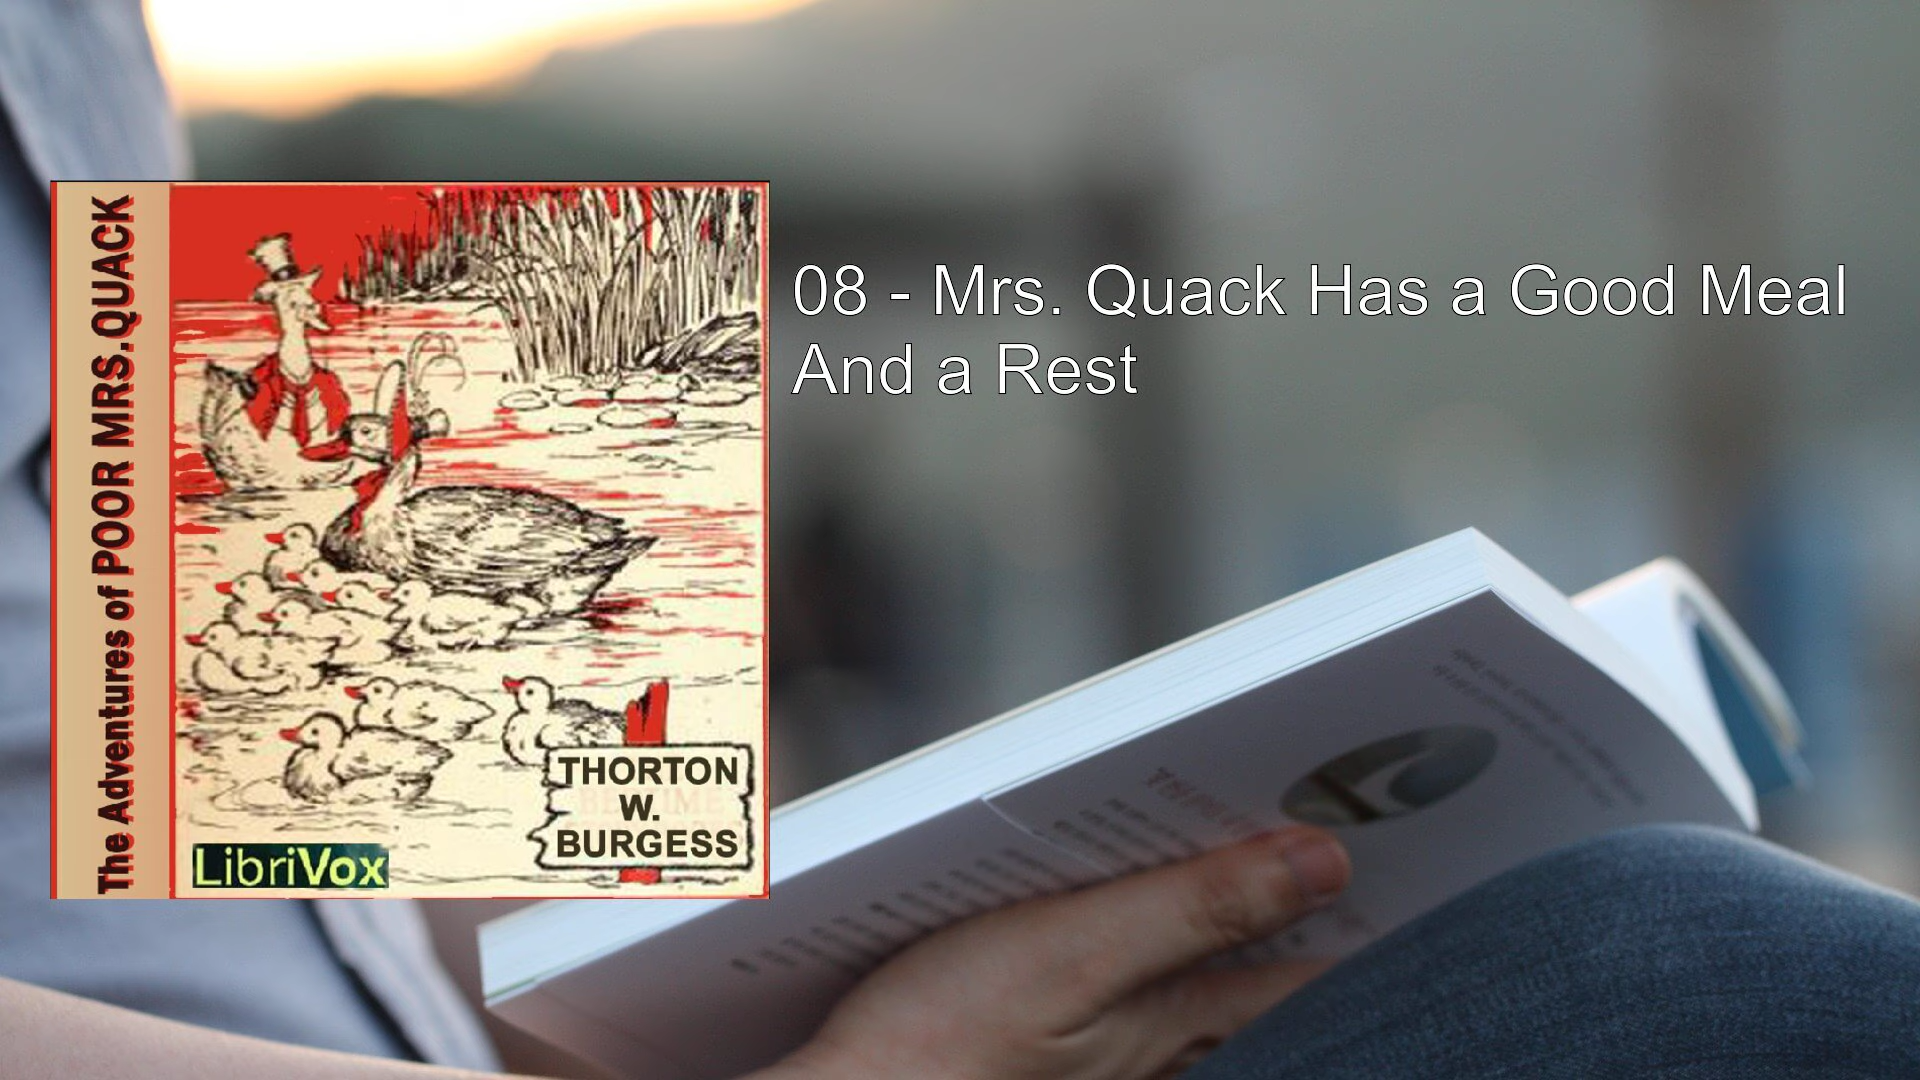 The Adventures of POOR MRS.QUACK
THORTON
W.
BURGESS
LibriVox
08 - Mrs. Quack Has a Good Meal
And a Rest